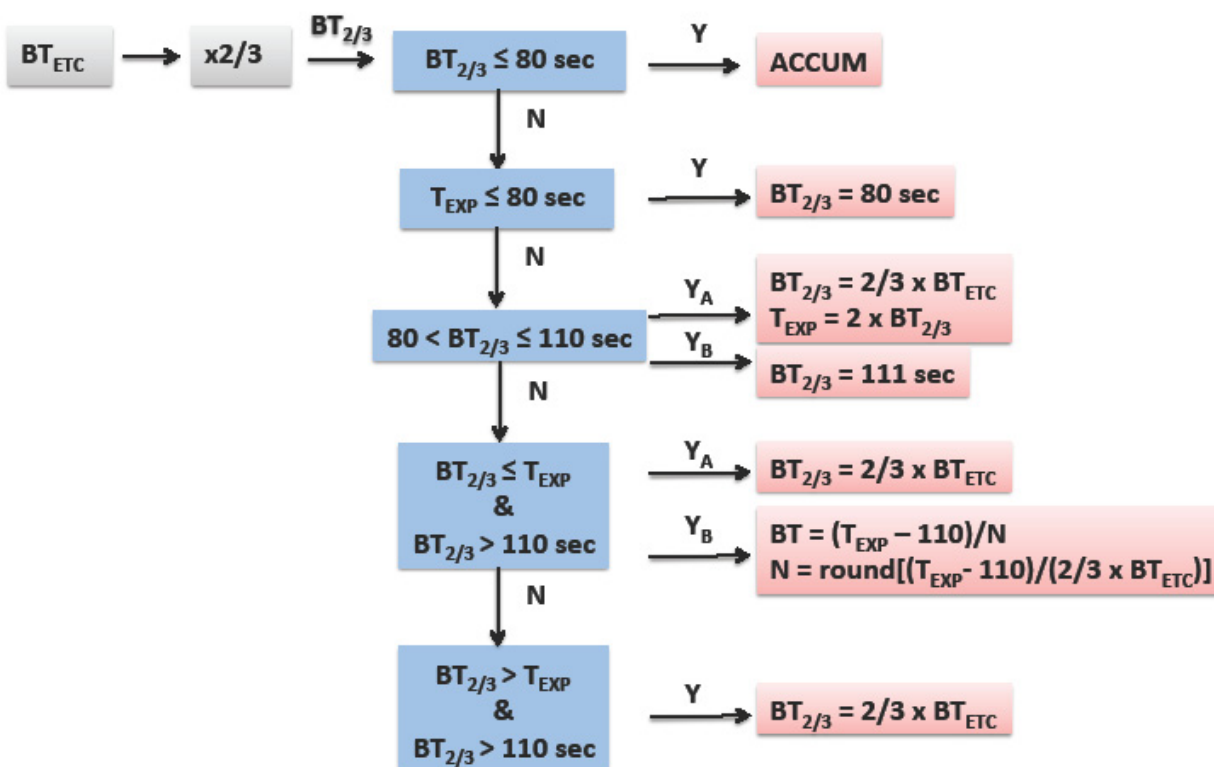 BT_ETC
x2/3
BT_2/3
BT_2/3 ≤ 80 sec
Y
ACCUM
N
T_EXP ≤ 80 sec
Y
BT_2/3 = 80 sec
N
80 < BT_2/3 ≤ 110 sec
Y_A
BT_2/3 = 2/3 x BT_ETC
T_EXP = 2 x BT_2/3
Y_B
BT_2/3 = 111 sec
N
BT_2/3 ≤ T_EXP
&
BT_2/3 > 110 sec
Y_A
BT_2/3 = 2/3 x BT_ETC
Y_B
BT = (T_EXP – 110)/N
N = round[(T_EXP- 110)/(2/3 x BT_ETC)]
N
BT_2/3 > T_EXP
&
BT_2/3 > 110 sec
Y
BT_2/3 = 2/3 x BT_ETC